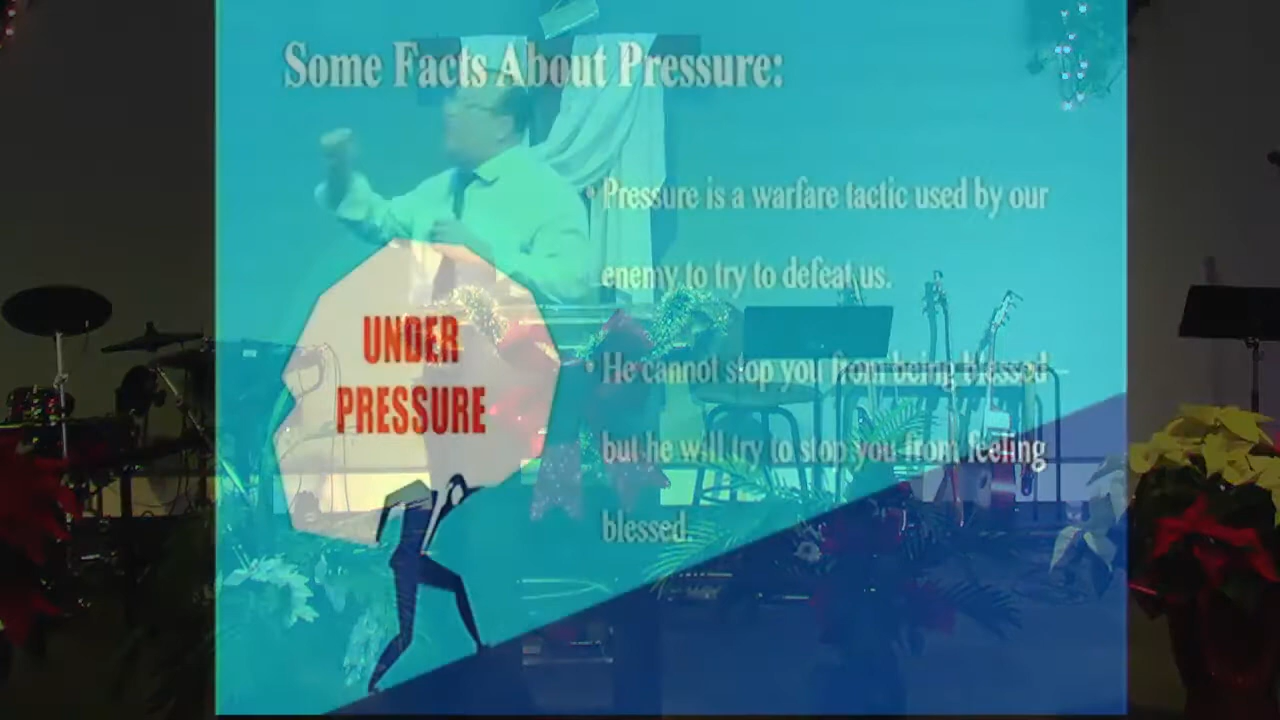 Some Facts About Pressure:
• Pressure is a warfare tactic used by our
enemy to try to defeat us.
• He cannot stop you from being blessed
but he will try to stop you from feeling
blessed.
UNDER
PRESSURE